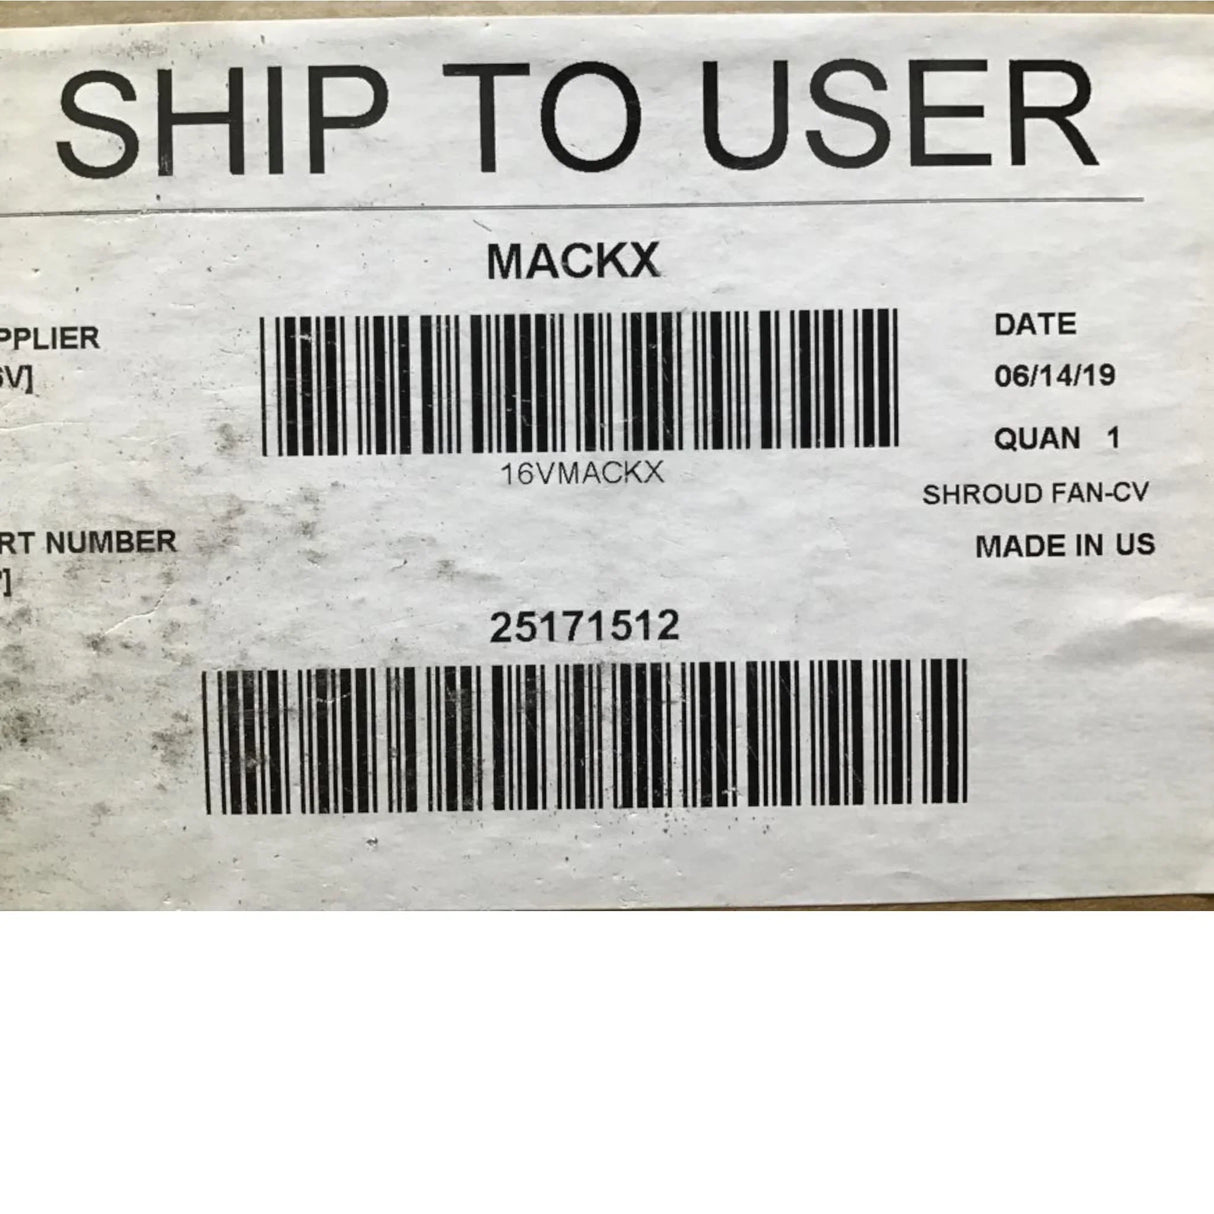 SHIP TO USER
MACKX
PPLIER
DATE
V]
06/14/19
QUAN 1
16VMACKX
SHROUD FAN-CV
RT NUMBER
MADE IN US
]
25171512